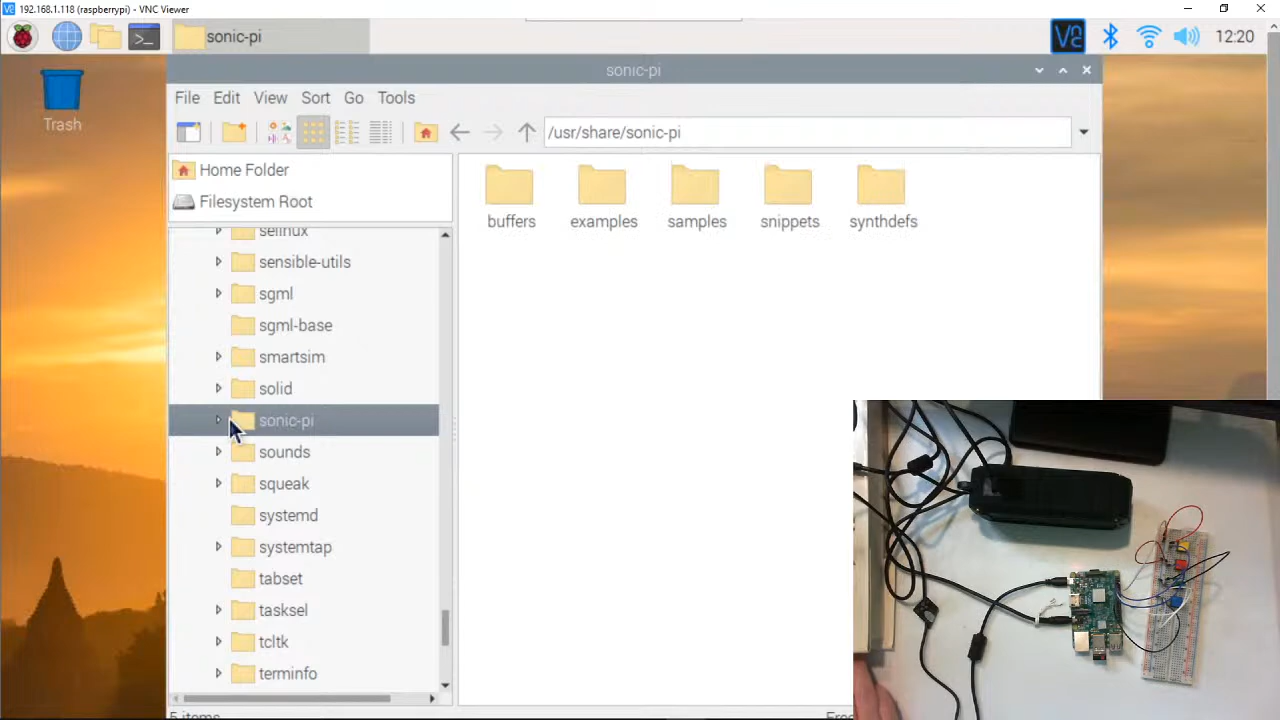 192.168.1.118 (raspberrypi) - VNC Viewer
sonic-pi
12:20
Trash
sonic-pi
File Edit View Sort Go Tools
/usr/share/sonic-pi
Home Folder
Filesystem Root
selinux
sensible-utils
sgml
sgml-base
smartsim
solid
sonic-pi
sounds
squeak
systemd
systemtap
tabset
tasksel
tcltk
terminfo
buffers examples samples snippets synthdefs
5 items